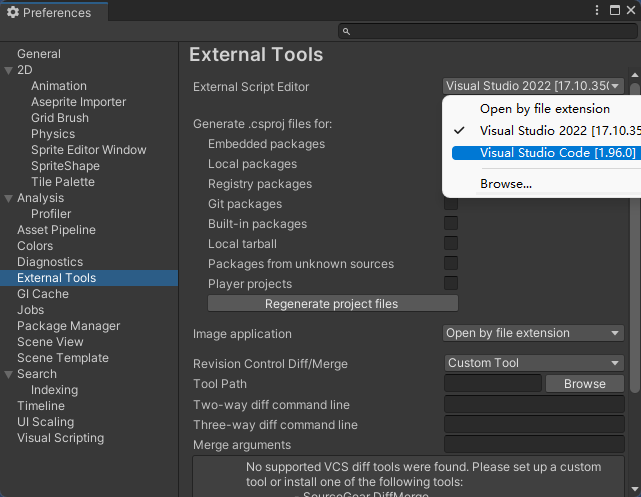 Preferences
General
2D
Animation
Aseprite Importer
Grid Brush
Physics
Sprite Editor Window
SpriteShape
Tile Palette
Analysis
Profiler
Asset Pipeline
Colors
Diagnostics
External Tools
GI Cache
Jobs
Package Manager
Scene View
Scene Template
Search
Indexing
Timeline
UI Scaling
Visual Scripting
External Tools
External Script Editor
Visual Studio 2022 [17.10.35(
Open by file extension
Visual Studio 2022 [17.10.35
Visual Studio Code [1.96.0]
Browse...
Generate .csproj files for:
Embedded packages
Local packages
Registry packages
Git packages
Built-in packages
Local tarball
Packages from unknown sources
Player projects
Regenerate project files
Image application
Open by file extension
Revision Control Diff/Merge
Custom Tool
Tool Path
Browse
Two-way diff command line
Three-way diff command line
Merge arguments
No supported VCS diff tools were found. Please set up a custom
tool or install one of the following tools:
- SourceGear DiffMerge